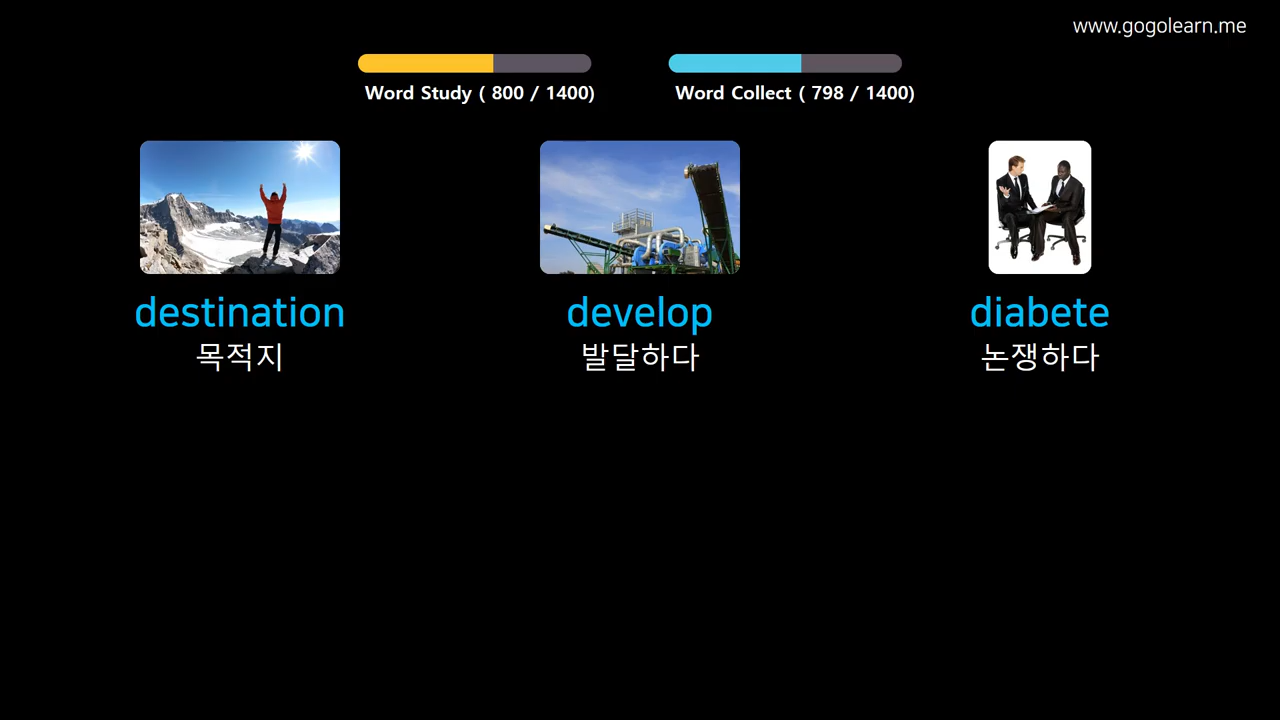 www.gogolearn.me
Word Study ( 800 / 1400)
Word Collect ( 798 / 1400)
destination
목적지
develop
발달하다
diabete
논쟁하다